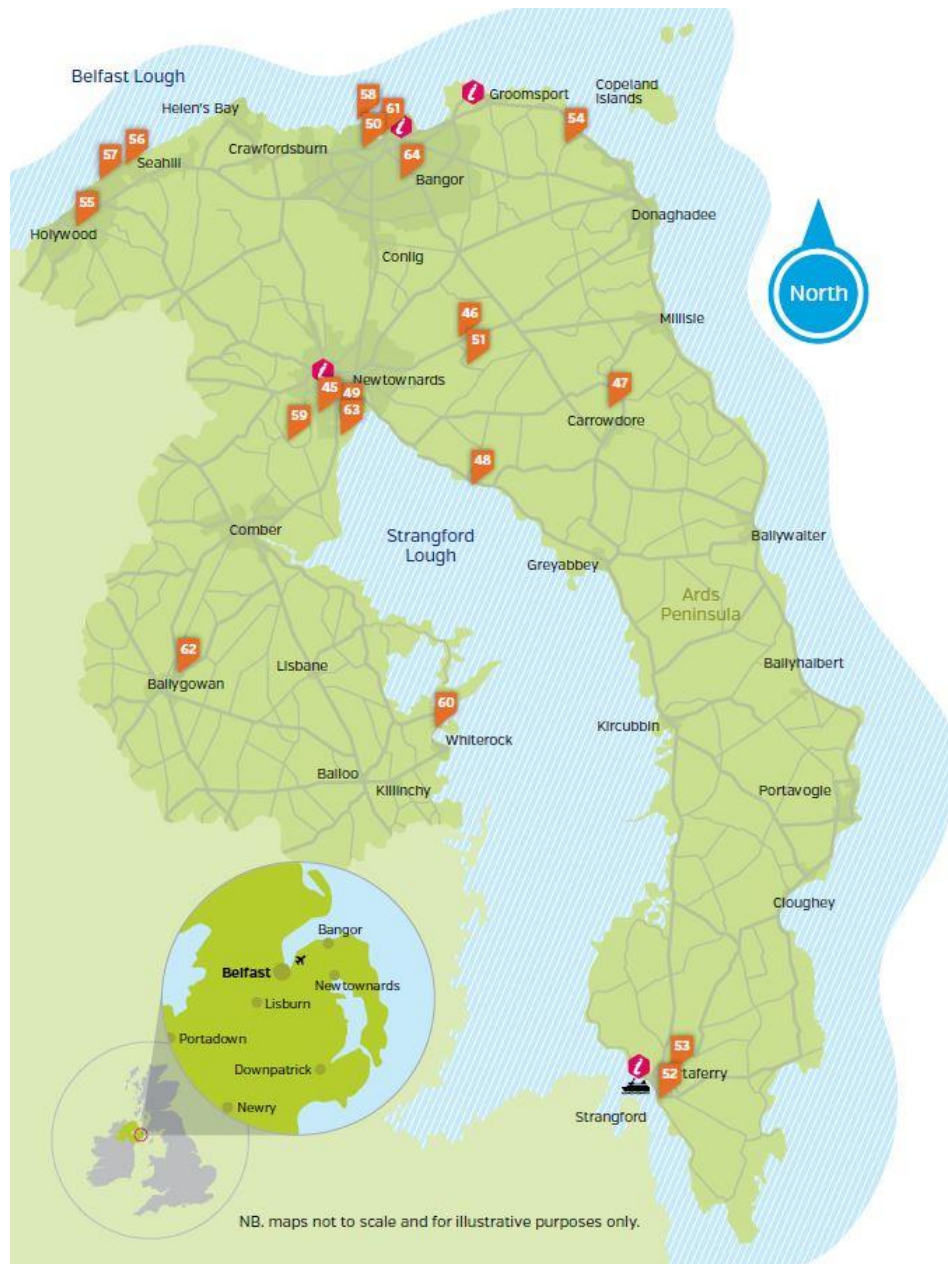 Belfast Lough
Helen's Bay
58
61
50
i
i
Groomsport
Copeland
Islands
54
56
57
Seahill
Crawfordsburn
64
Bangor
55
Holywood
Donaghadee
Conlig
North
46
51
Millisle
i
Newtownards
45
49
59
63
47
Carrowdore
48
Comber
Strangford
Lough
Greyabbey
Ballywalter
Ards
Peninsula
62
Ballygowan
Lisbane
Ballyhalbert
60
Whiterock
Kircubbin
Balloo
Killinchy
Portavogie
Cloughey
Bangor
Belfast
Newtownards
Lisburn
Portadown
Downpatrick
Newry
53
i
52
rtaferry
Strangford
NB. maps not to scale and for illustrative purposes only.